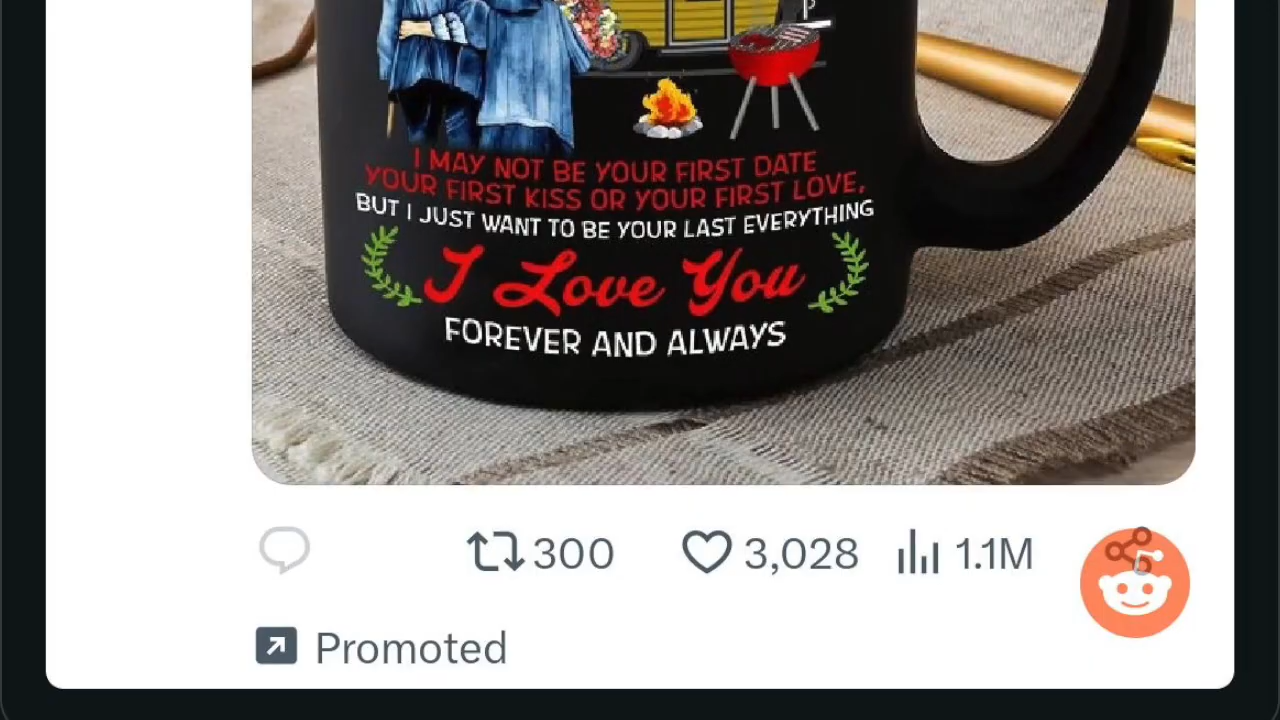 I MAY NOT BE YOUR FIRST DATE
YOUR FIRST KISS OR YOUR FIRST LOVE,
BUT I JUST WANT TO BE YOUR LAST EVERYTHING
I Love You
FOREVER AND ALWAYS
300 3,028 1.1M
Promoted